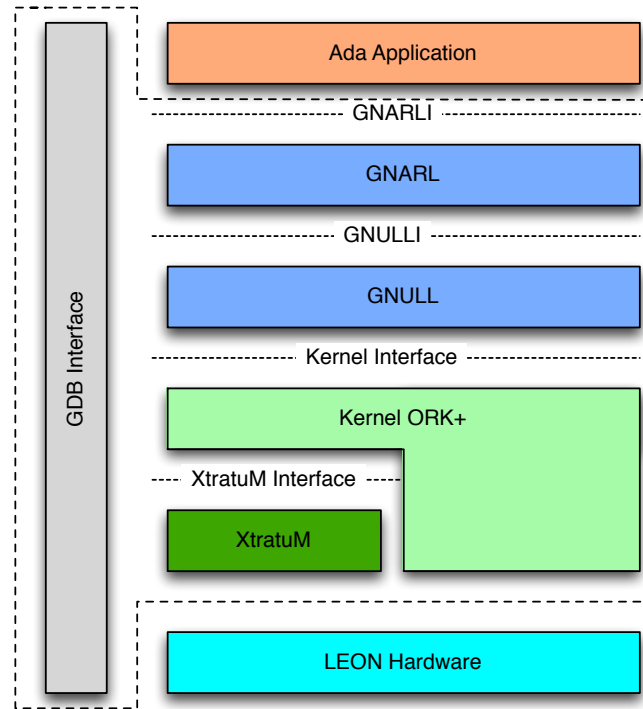 Ada Application
GNARLI
GNARL
GNULLI
GNULL
Kernel Interface
Kernel ORK+
XtratuM Interface
XtratuM
LEON Hardware
GDB Interface